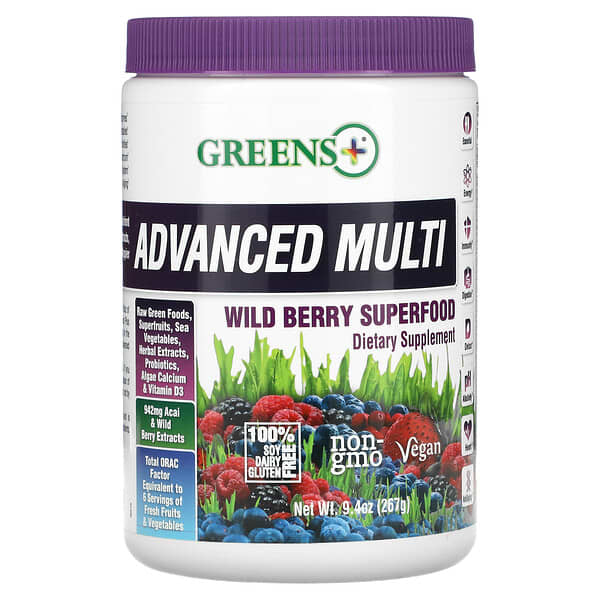 GREENS+
ADVANCED MULTI
WILD BERRY SUPERFOOD
Dietary Supplement
Raw Green Foods,
Superfruits, Sea
Vegetables,
Herbal Extracts,
Probiotics,
Algae Calcium
& Vitamin D3
942mg Acai
& Wild
Berry Extracts
Total ORAC
Factor
Equivalent to
6 Servings of
Fresh Fruits
& Vegetables
100%
SOY
DAIRY
GLUTEN
FREE
non-
gmo
Vegan
Net Wt. 9.4oz (267g)
Essential
Energy
Immunity
Digestion
Detox
pH